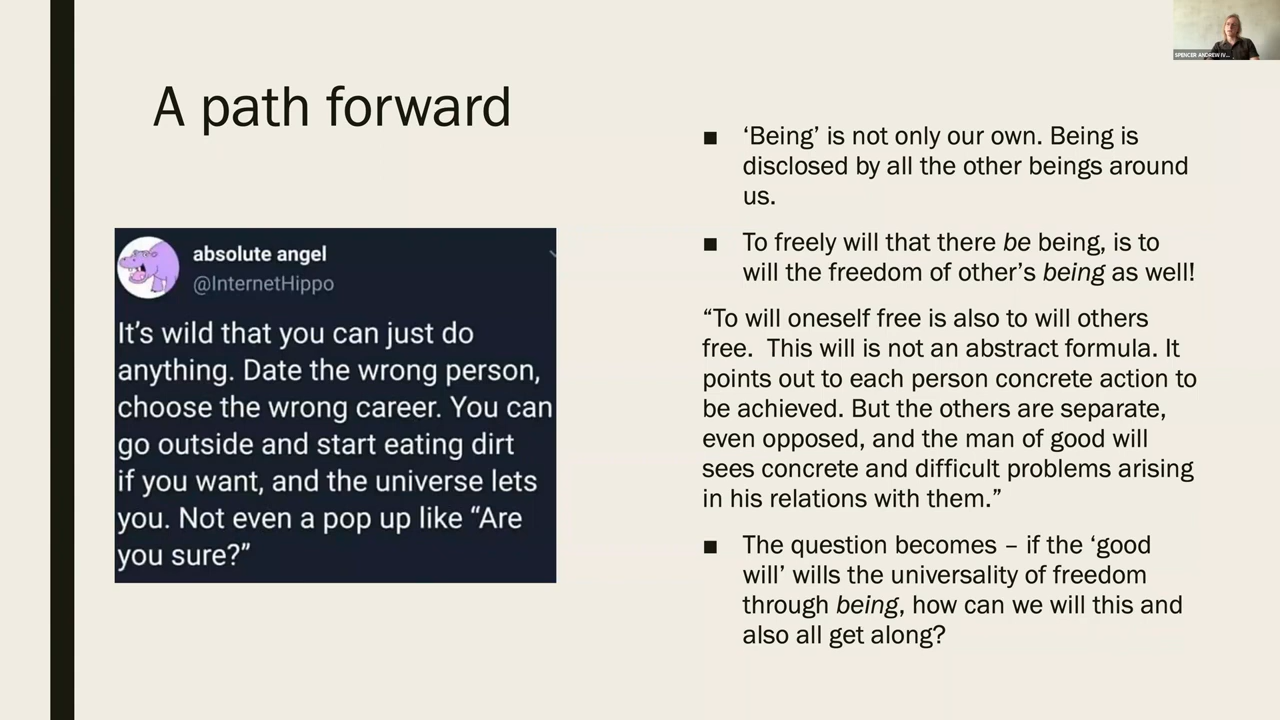 A path forward
absolute angel
@InternetHippo
It’s wild that you can just do
anything. Date the wrong person,
choose the wrong career. You can
go outside and start eating dirt
if you want, and the universe lets
you. Not even a pop up like “Are
you sure?”
■ ‘Being’ is not only our own. Being is
disclosed by all the other beings around
us.
■ To freely will that there be being, is to
will the freedom of other’s being as well!
“To will oneself free is also to will others
free. This will is not an abstract formula. It
points out to each person concrete action to
be achieved. But the others are separate,
even opposed, and the man of good will
sees concrete and difficult problems arising
in his relations with them.”
■ The question becomes – if the ‘good
will’ wills the universality of freedom
through being, how can we will this and
also all get along?
SPENCER ANDREW IV...